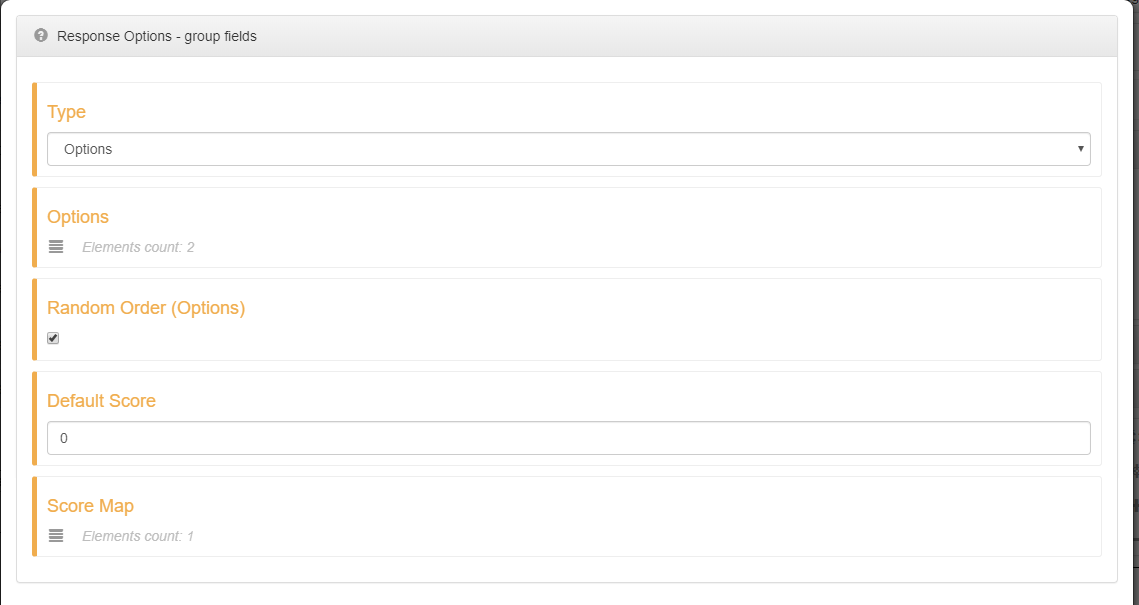 Response Options - group fields
Type
Options
Options
Elements count: 2
Random Order (Options)
Default Score
0
Score Map
Elements count: 1